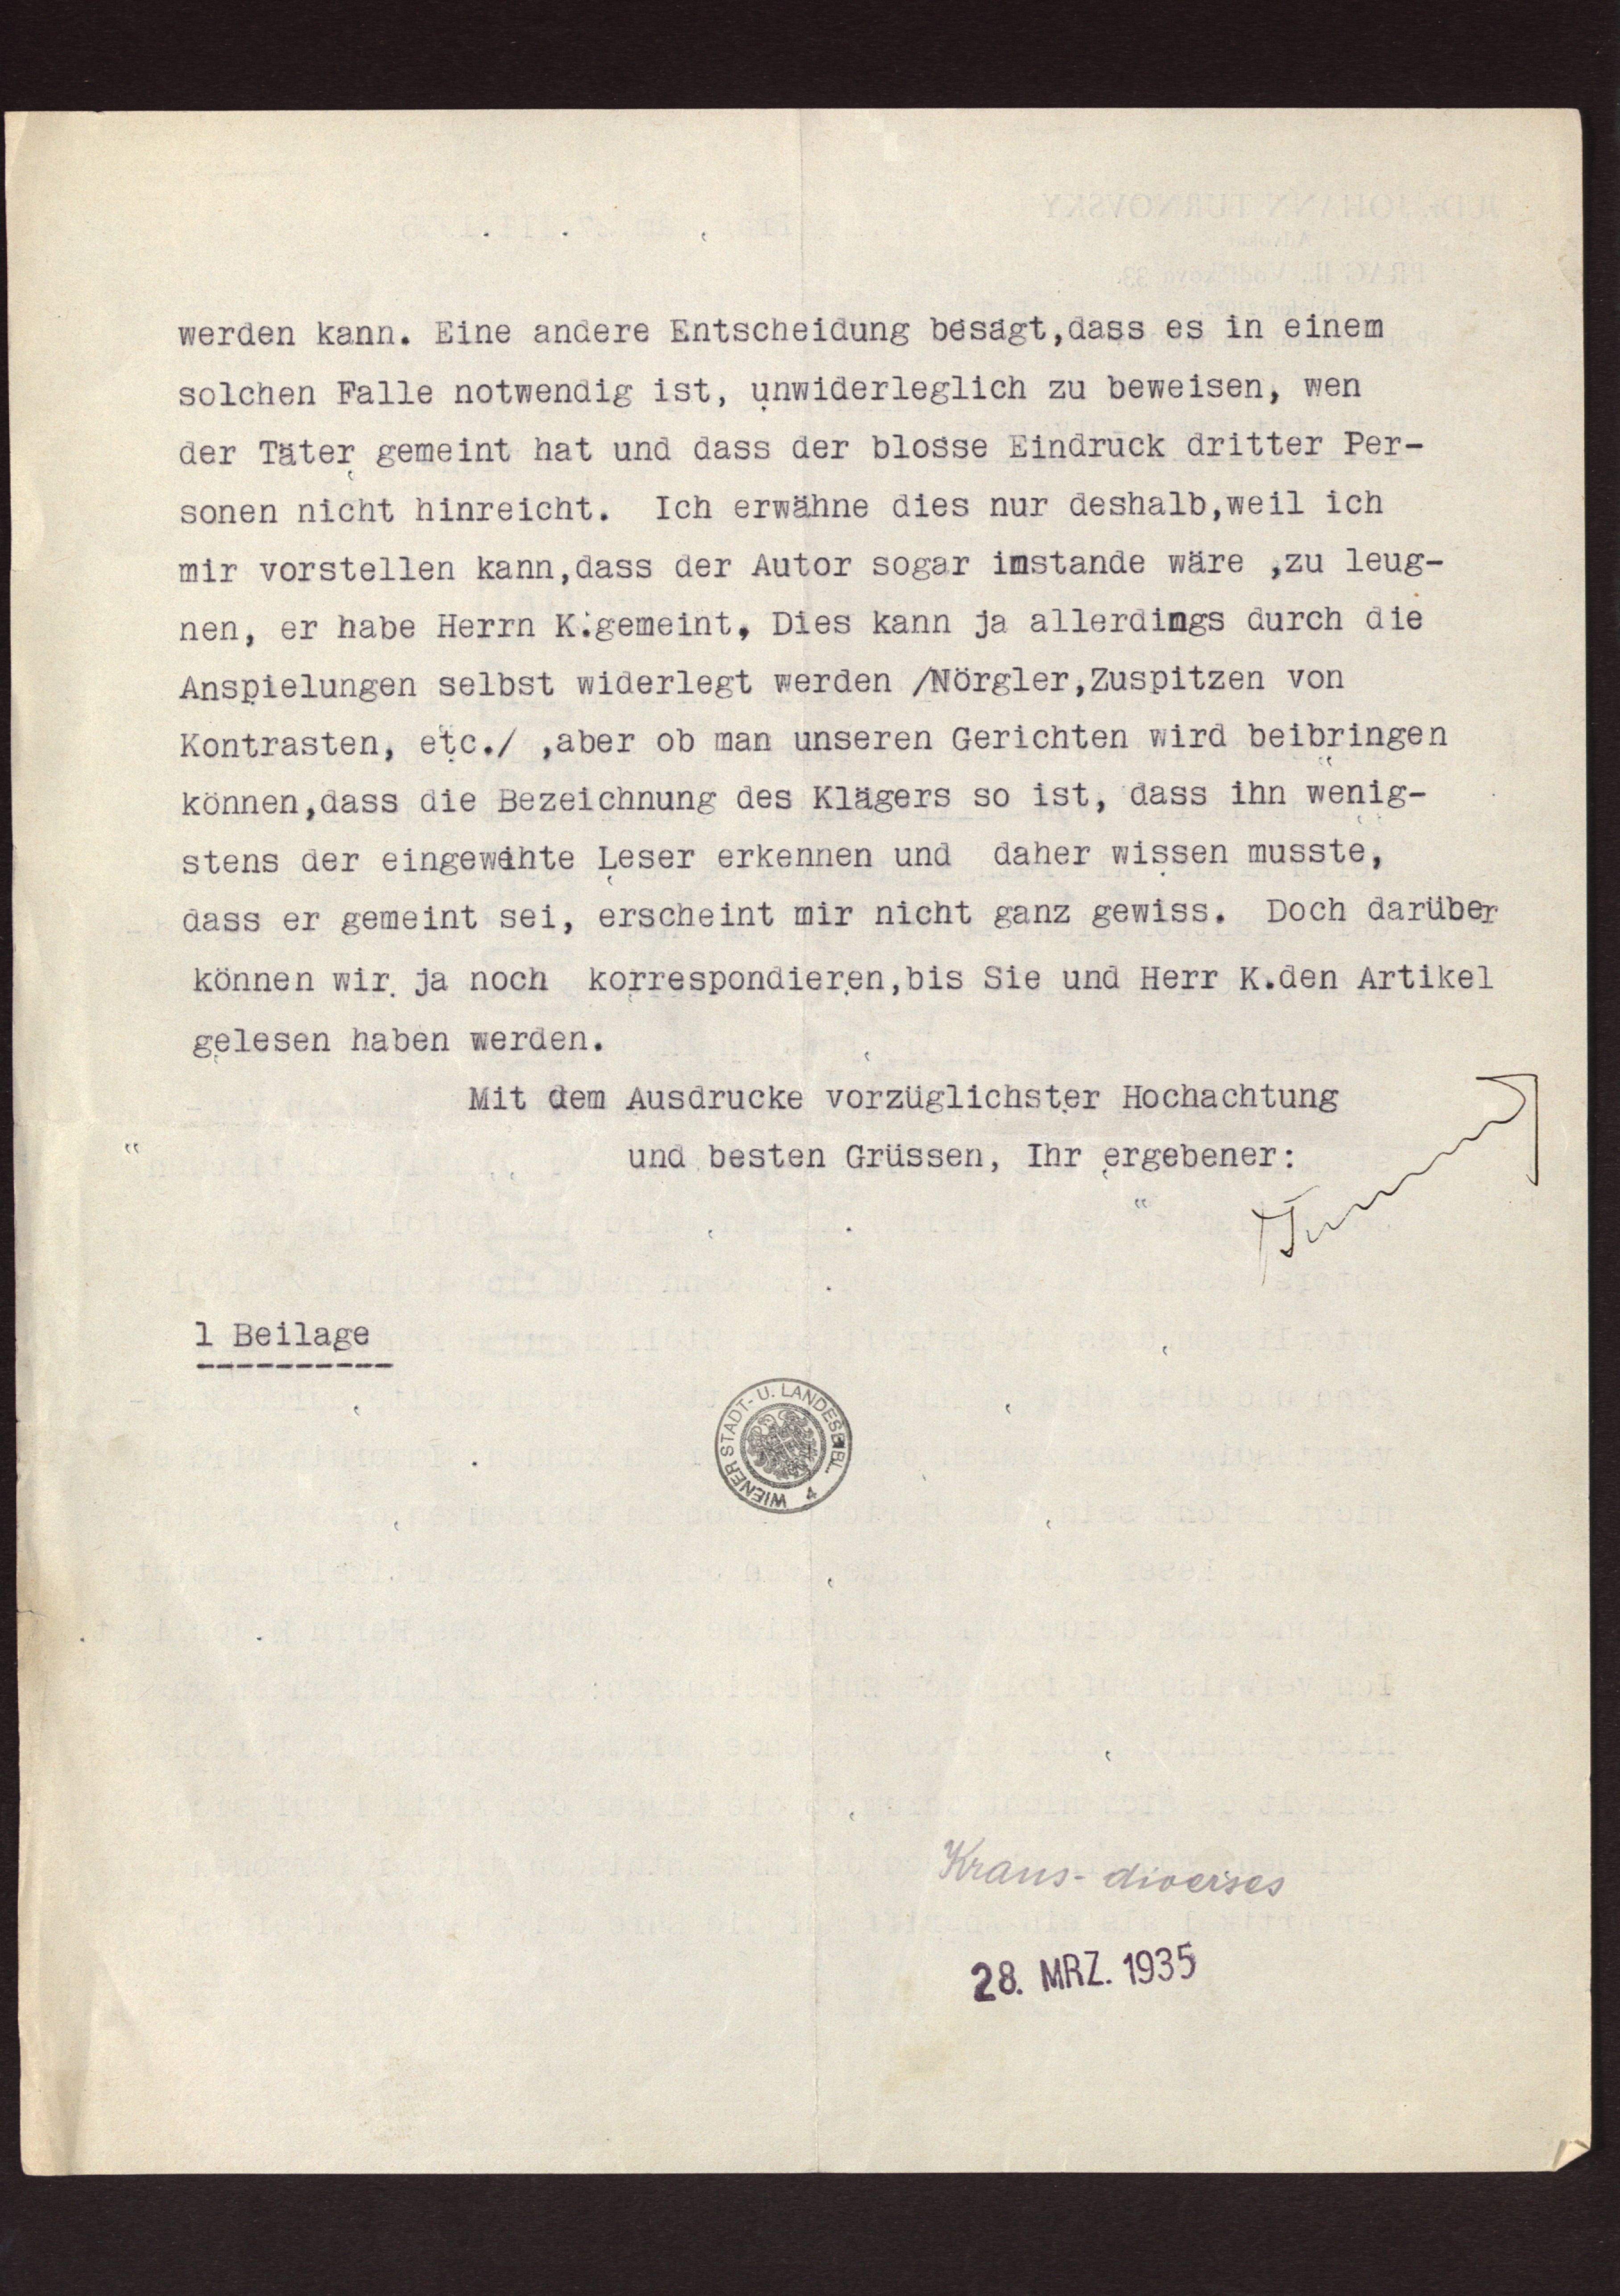 werden kann. Eine andere Entscheidung besagt,dass es in einem
solchen Falle notwendig ist, unwiderleglich zu beweisen, wen
der Täter gemeint hat und dass der blosse Eindruck dritter Per-
sonen nicht hinreicht. Ich erwähne dies nur deshalb,weil ich
mir vorstellen kann,dass der Autor sogar imstande wäre ,zu leug-
nen, er habe Herrn K.gemeint, Dies kann ja allerdings durch die
Anspielungen selbst widerlegt werden /Nörgler,Zuspitzen von
Kontrasten, etc./ ,aber ob man unseren Gerichten wird beibringen
können,dass die Bezeichnung des Klägers so ist, dass ihn wenig-
stens der eingeweihte Leser erkennen und daher wissen musste,
dass er gemeint sei, erscheint mir nicht ganz gewiss. Doch darüber
können wir ja noch korrespondieren,bis Sie und Herr K.den Artikel
gelesen haben werden.
Mit dem Ausdrucke vorzüglichster Hochachtung
und besten Grüssen, Ihr ergebener:
1 Beilage
WIENER STADT- U. LANDESBIBL. 4
Kraus - diverses
28. MRZ. 1935